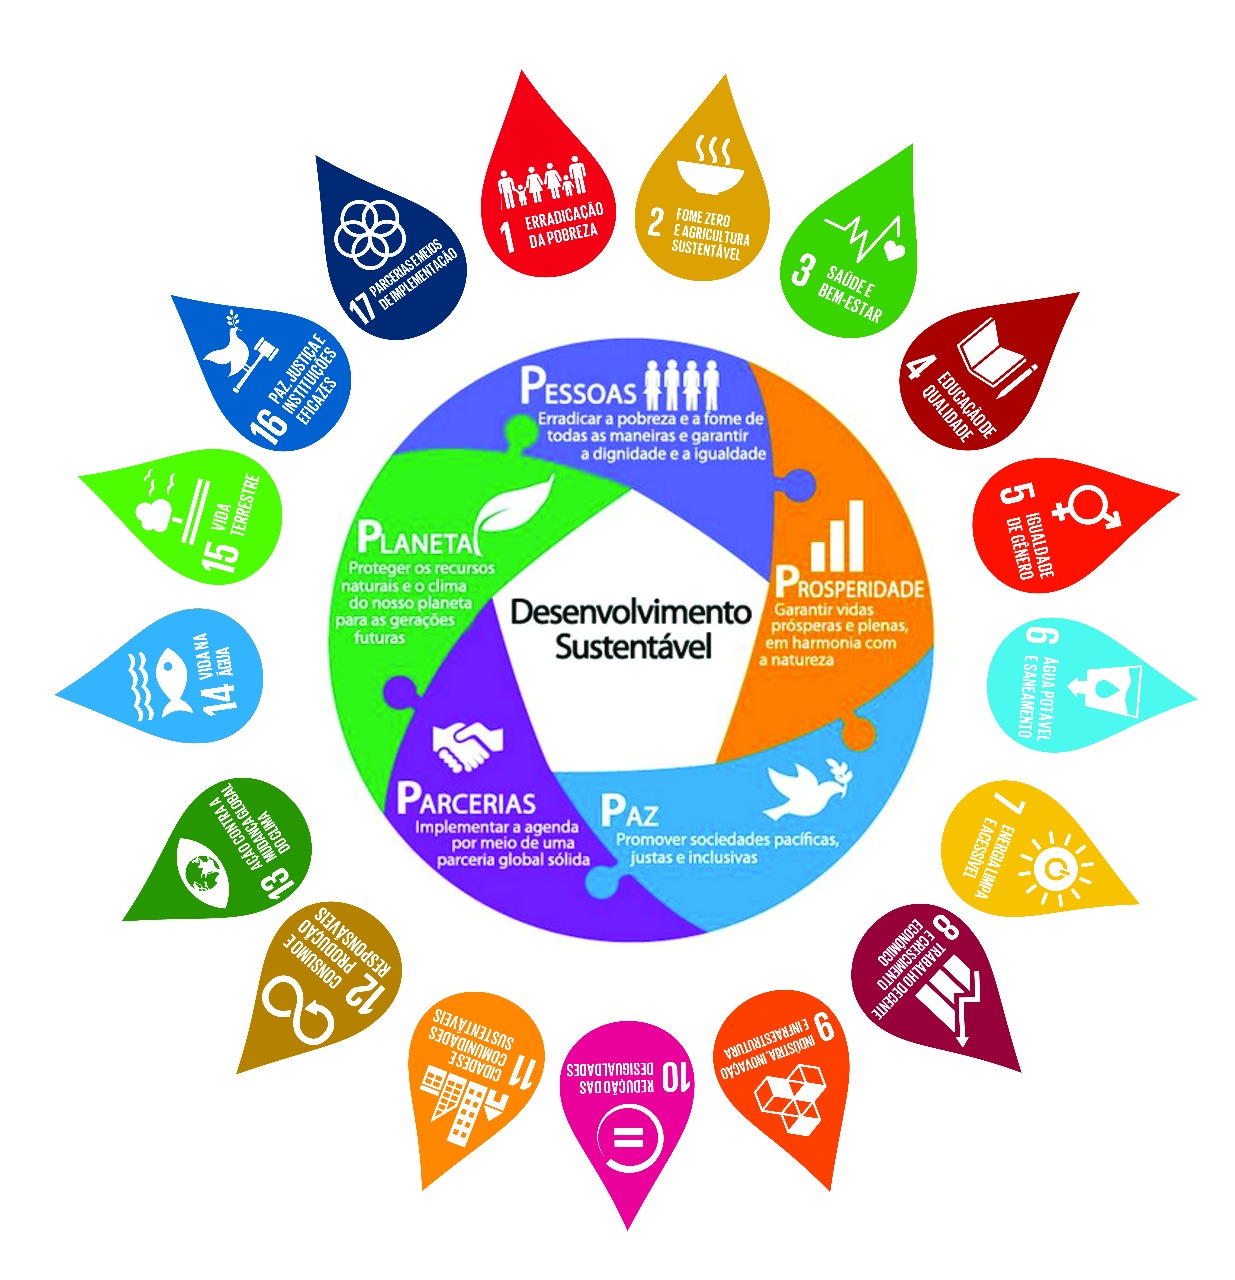 1
ERRADICAÇÃO
DA POBREZA
2
FOME ZERO
E AGRICULTURA
SUSTENTÁVEL
3
SAÚDE E
BEM-ESTAR
4
EDUCAÇÃO DE
QUALIDADE
5
IGUALDADE
DE GÊNERO
6
ÁGUA POTÁVEL
E SANEAMENTO
7
ENERGIA LIMPA
E ACESSÍVEL
8
TRABALHO DECENTE
E CRESCIMENTO
ECONÔMICO
9
INDÚSTRIA, INOVAÇÃO
E INFRAESTRUTURA
10
REDUÇÃO DAS
DESIGUALDADES
11
CIDADES E
COMUNIDADES
SUSTENTÁVEIS
12
CONSUMO E
PRODUÇÃO
RESPONSÁVEIS
13
AÇÃO CONTRA A
MUDANÇA GLOBAL
DO CLIMA
14
VIDA NA
ÁGUA
15
VIDA
TERRESTRE
16
PAZ, JUSTIÇA E
INSTITUIÇÕES
EFICAZES
17
PARCERIAS E MEIOS
DE IMPLEMENTAÇÃO
PESSOAS
Erradicar a pobreza e a fome de
todas as maneiras e garantir
a dignidade e a igualdade
PROSPERIDADE
Garantir vidas
prósperas e plenas,
em harmonia com
a natureza
PAZ
Promover sociedades pacíficas,
justas e inclusivas
PARCERIAS
Implementar a agenda
por meio de uma
parceria global sólida
PLANETA
Proteger os recursos
naturais e o clima
do nosso planeta
para as gerações
futuras
Desenvolvimento
Sustentável